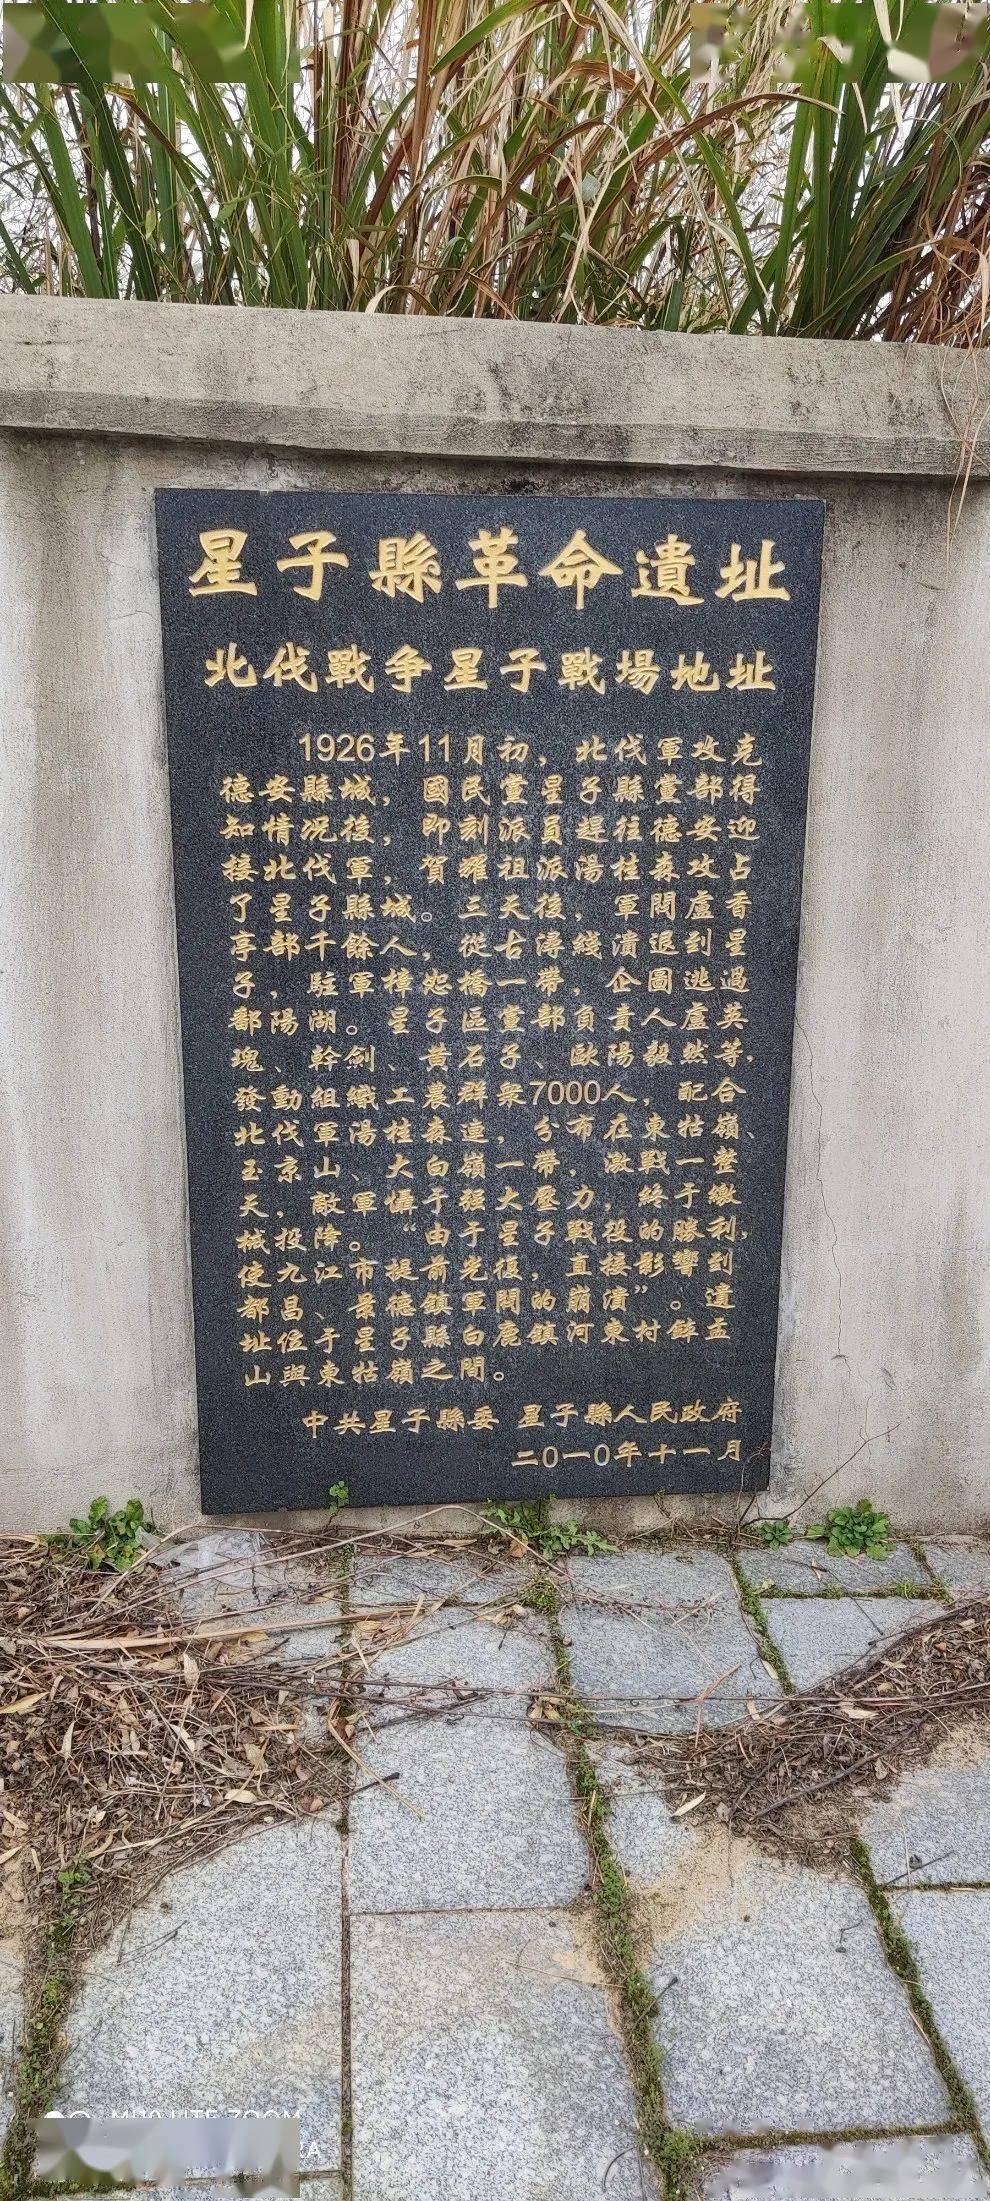 星子縣革命遺址
北伐戰争星子戰場地址
1926年11月初，北伐軍攻克
德安縣城，國民黨星子縣黨部得
知情况後，即刻派員趕往德安迎
接北伐軍，賀耀祖派湯桂森攻占
了星子縣城。三天後，軍閥盧香
亭部千餘人，從古潯綫潰退到星
子，駐軍樟恕橋一帶，企圖逃過
鄱陽湖。星子區黨部負責人盧英
瑰、幹劍、黄石子、歐陽毅然等，
發動組織工農群衆7000人，配合
北伐軍湯桂森連，分布在東牯嶺、
玉京山、大白嶺一帶，激戰一整
天，敵軍懾于强大壓力，終于繳
械投降。“由于星子戰役的勝利，
使九江市提前光復，直接影響到
都昌、景德鎮軍閥的崩潰”。遺
址位于星子縣白鹿鎮河東村鉢盂
山與東牯嶺之間。
中共星子縣委 星子縣人民政府
二0一0年十一月